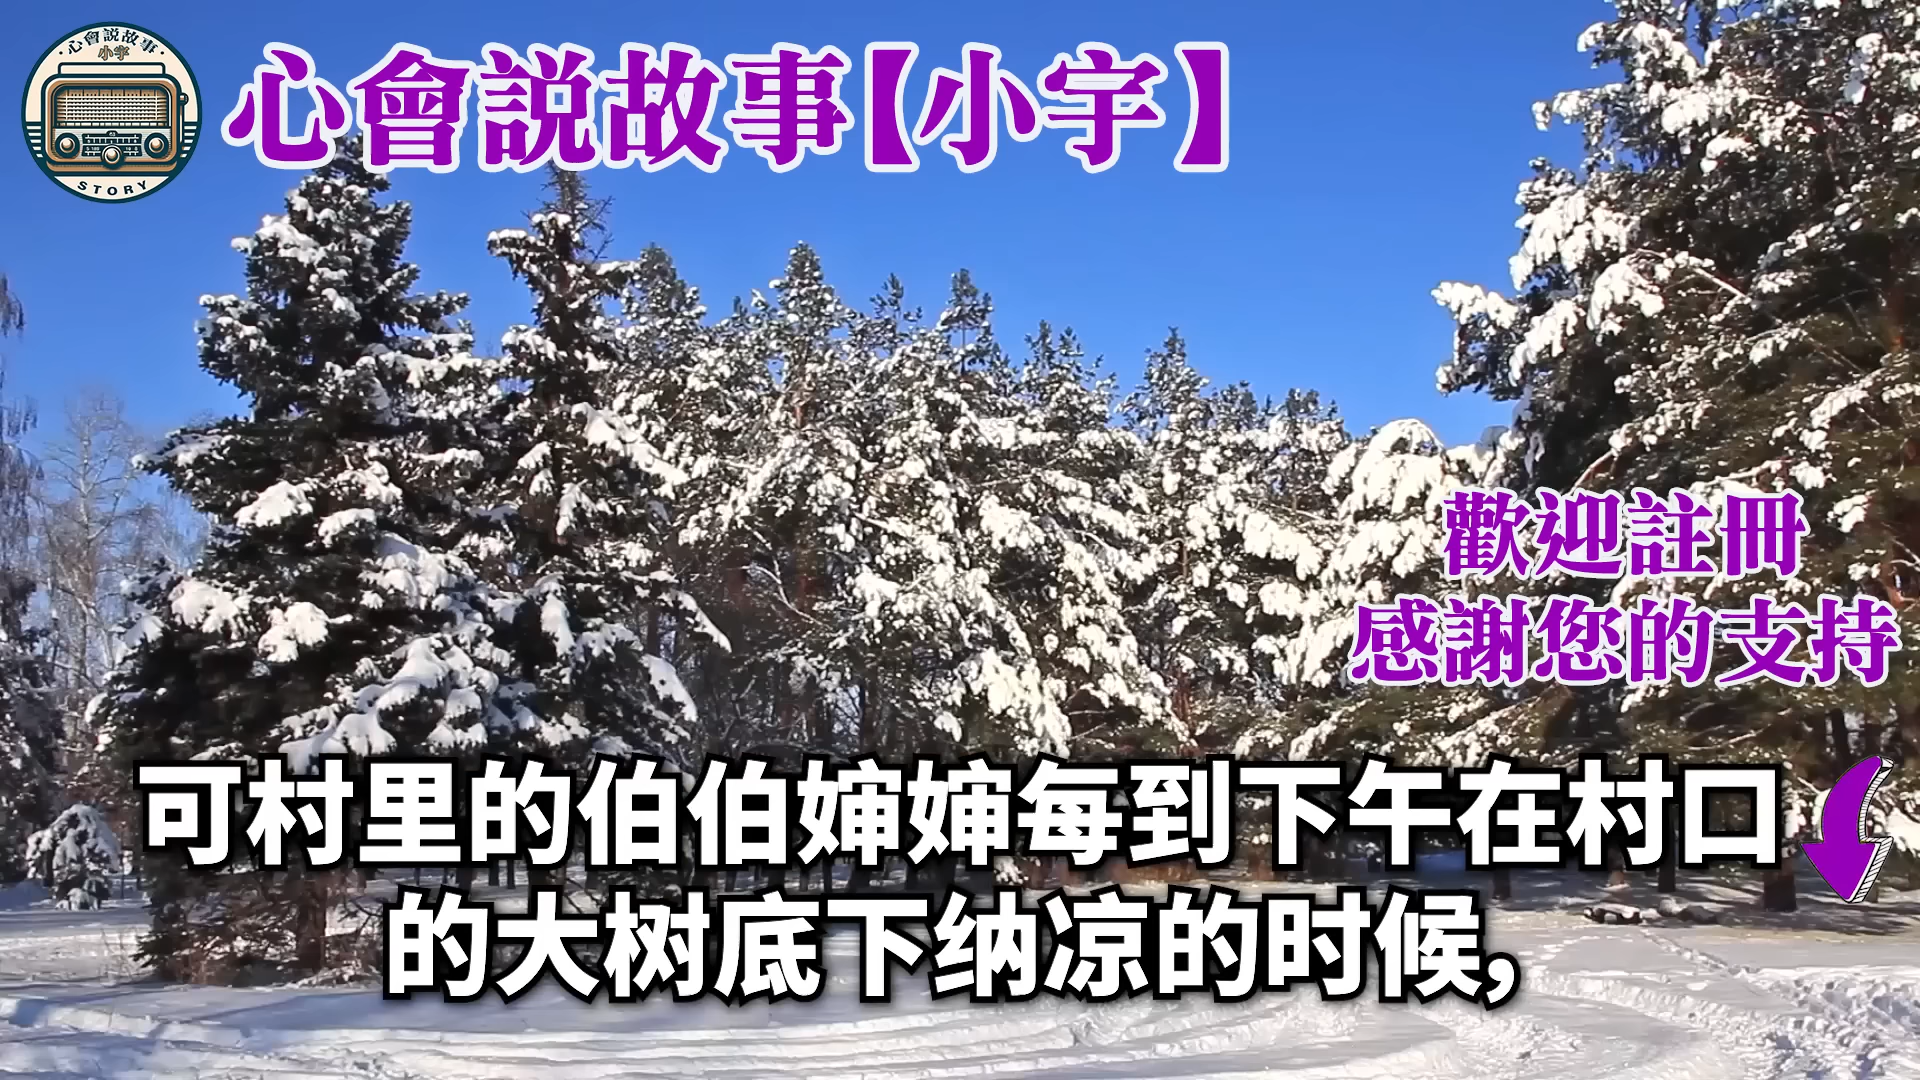 心會説故事
小宇
STORY
心會説故事【小宇】
歡迎註冊
感謝您的支持
可村里的伯伯婶婶每到下午在村口
的大树底下纳凉的时候,